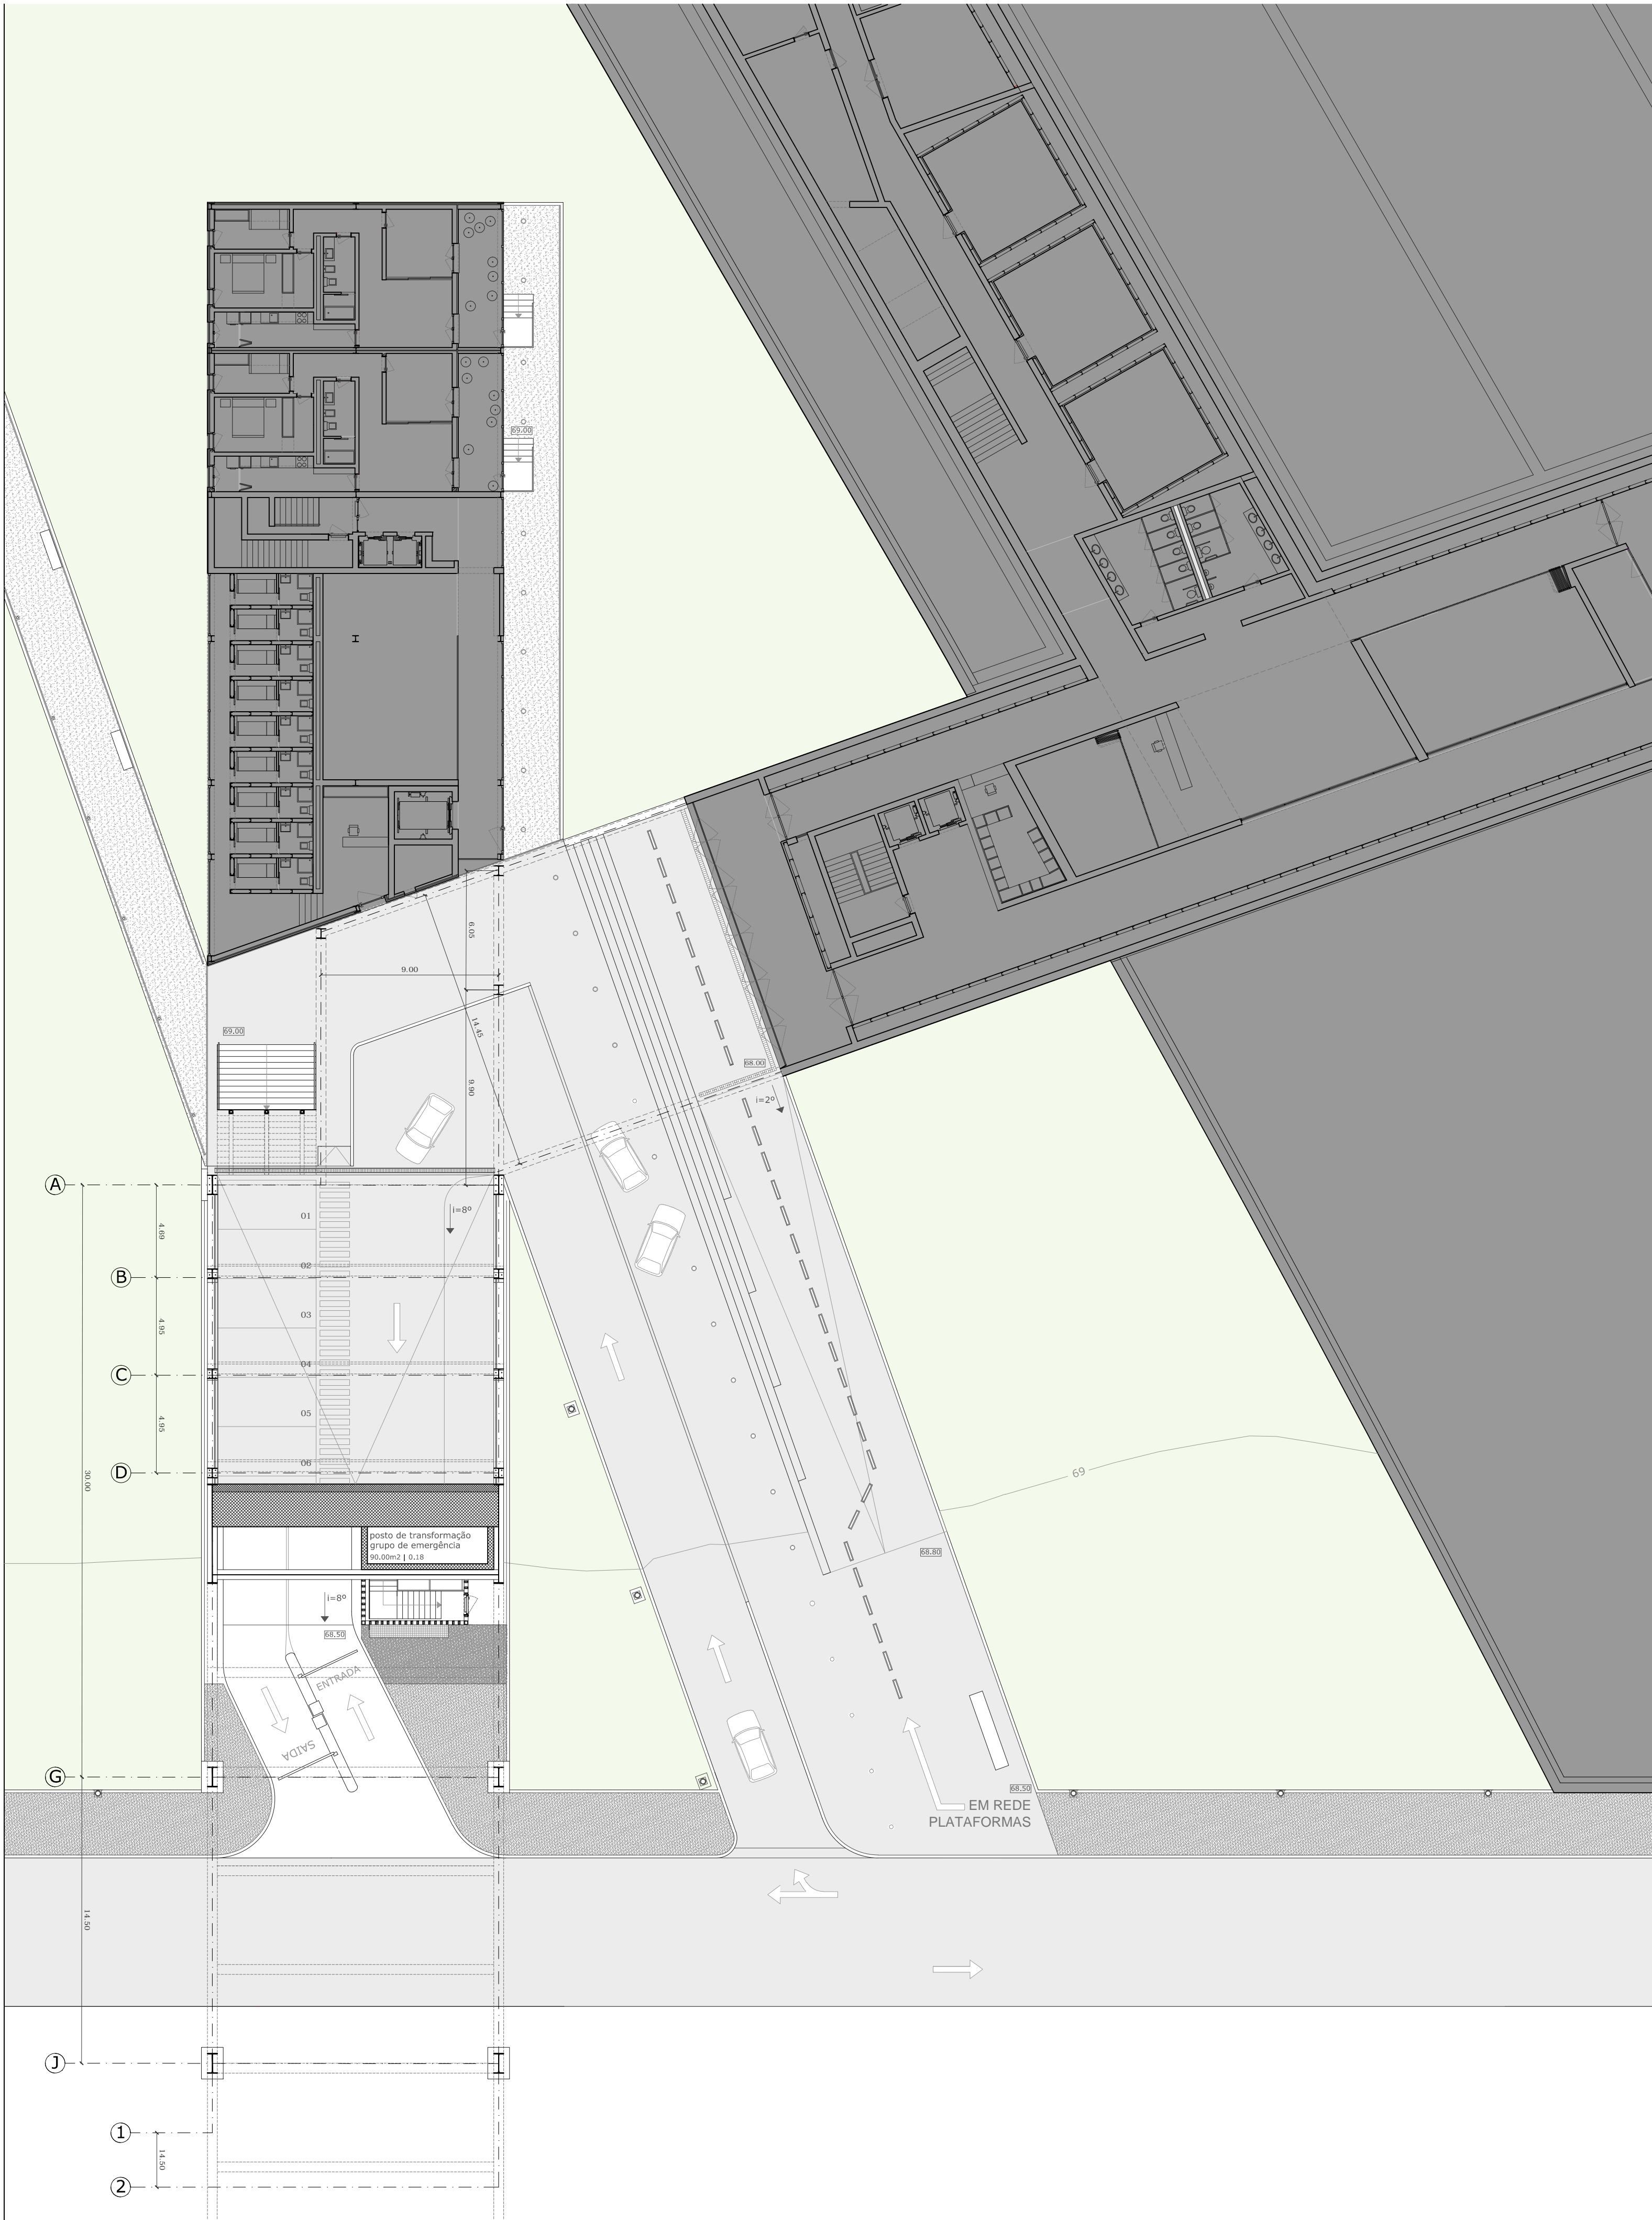 69.00
6.05
9.00
14.45
69.00
9.90
68.00
i=2º
A
01
i=8º
4.69
02
B
03
4.95
04
C
05
4.95
06
D
69
30.00
posto de transformação
grupo de emergência
90.00m2 | 0.18
68.80
i=8º
68.50
ENTRADA
SAIDA
G
68.50
EM REDE
PLATAFORMAS
14.50
J
1
14.50
2